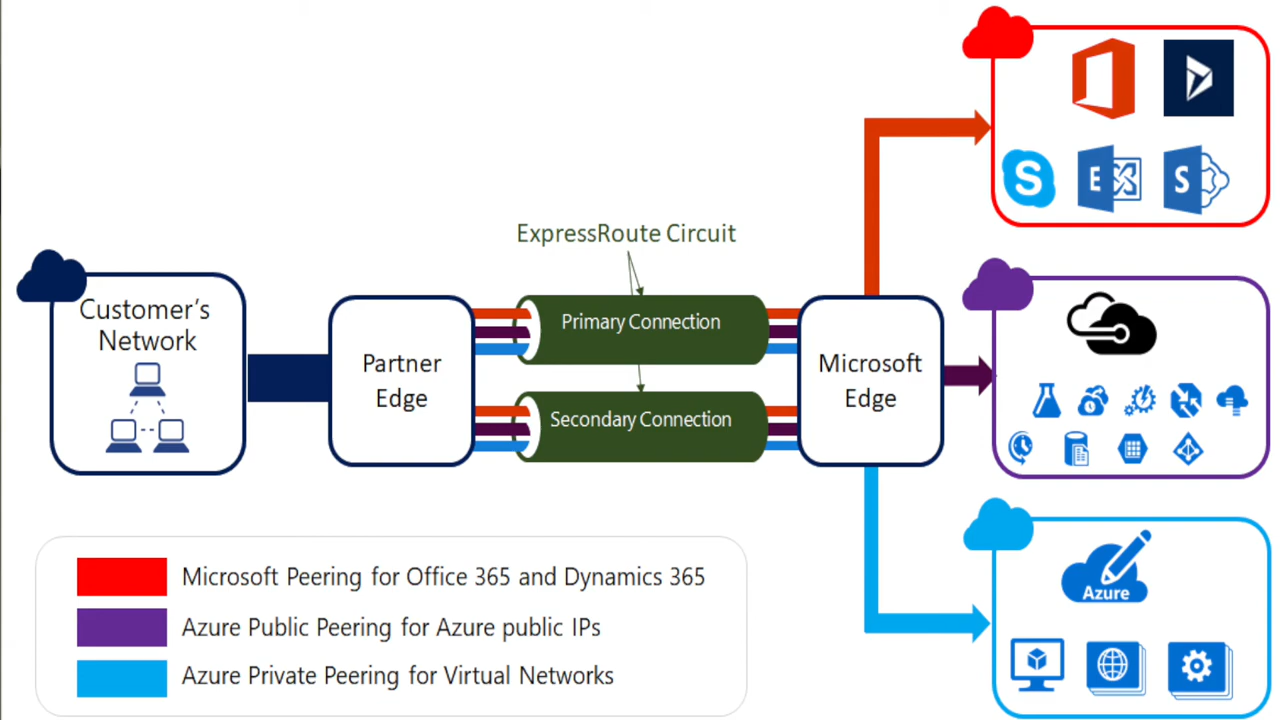 ExpressRoute Circuit
Customer's
Network
Partner
Edge
Primary Connection
Secondary Connection
Microsoft
Edge
S
E
S
Azure
Microsoft Peering for Office 365 and Dynamics 365
Azure Public Peering for Azure public IPs
Azure Private Peering for Virtual Networks